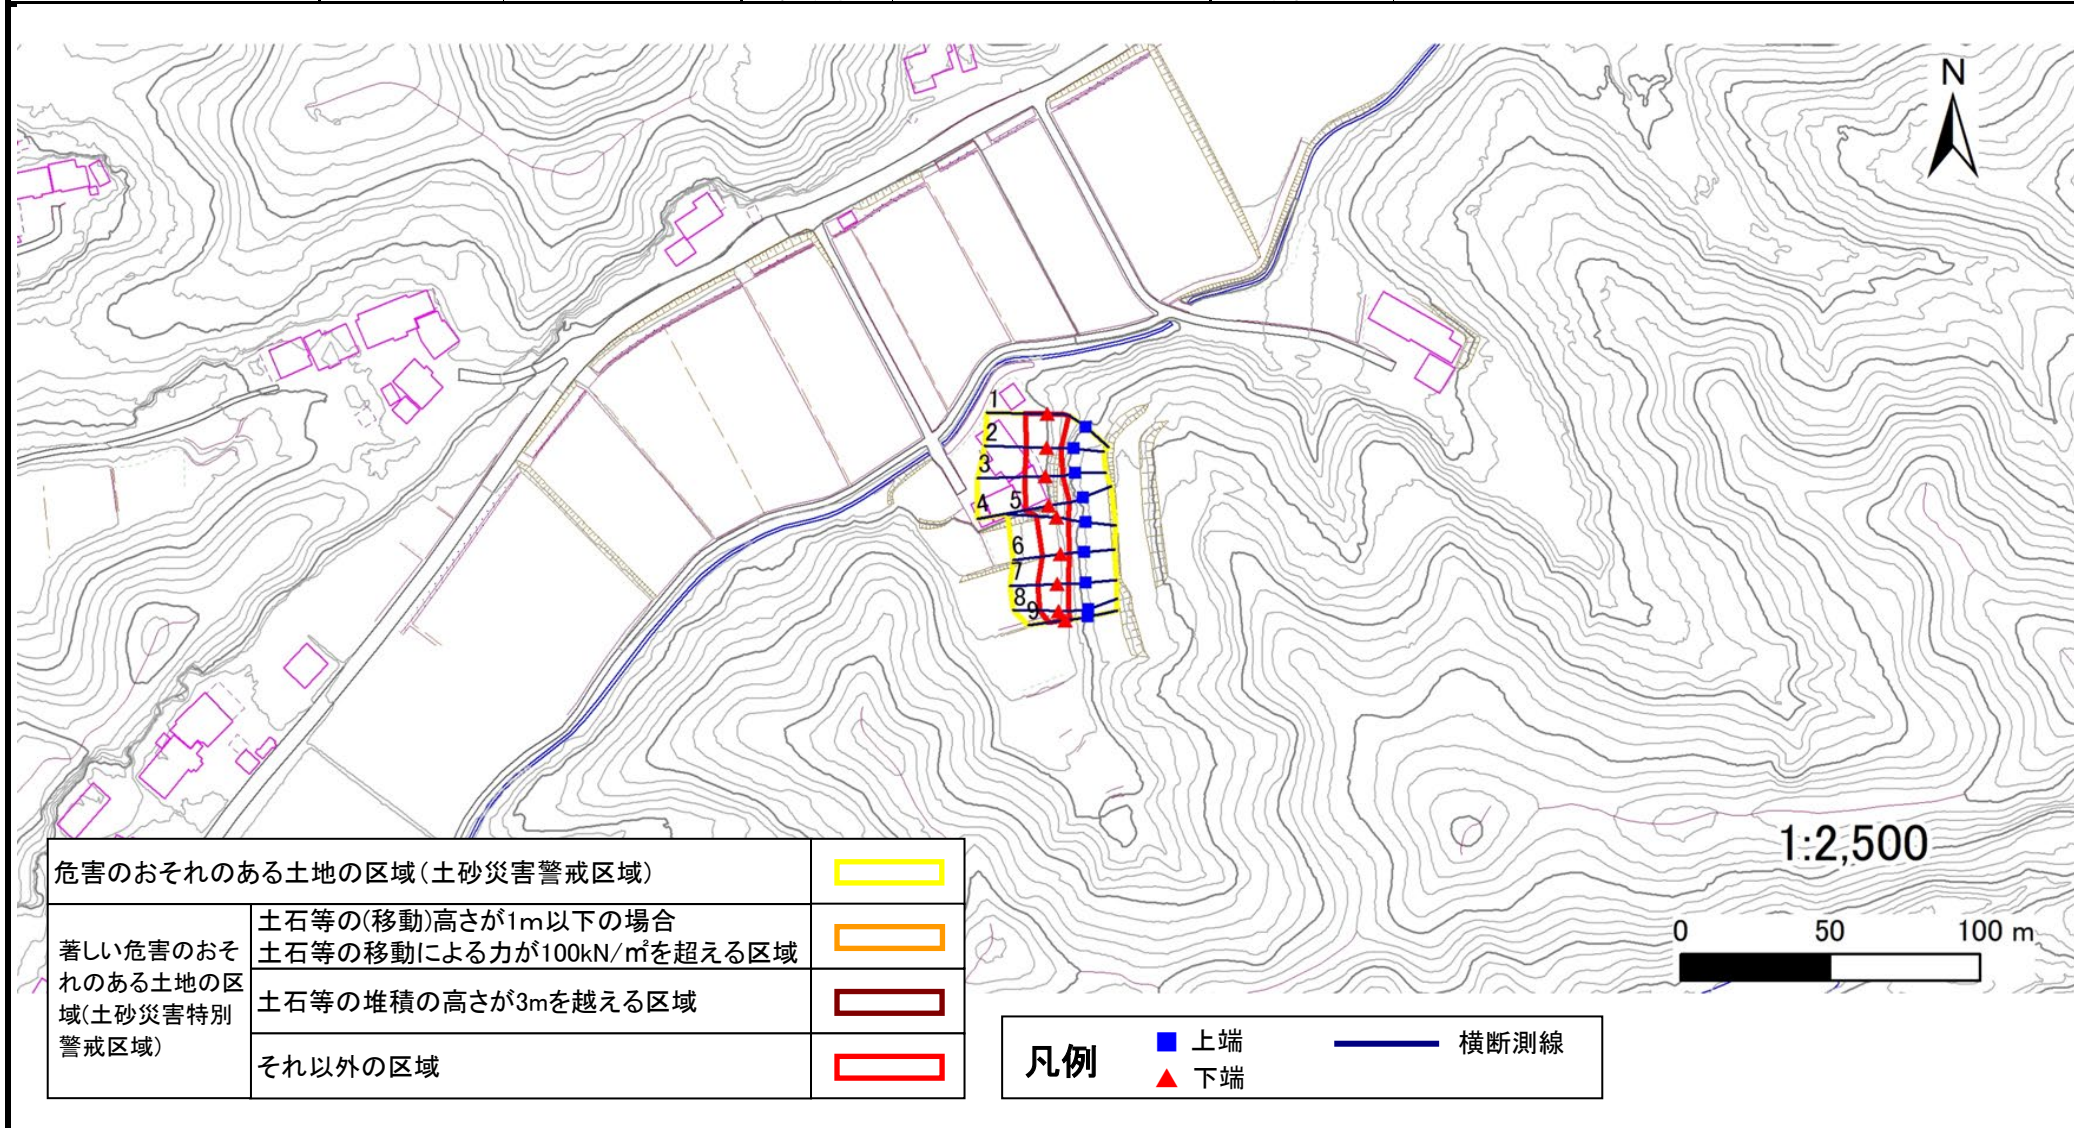 N
1
2
3
4
5
6
7
8
9
1:2,500
0 50 100 m
危害のおそれのある土地の区域(土砂災害警戒区域)
著しい危害のおそ
れのある土地の区
域(土砂災害特別
警戒区域)
土石等の(移動)高さが1m以下の場合
土石等の移動による力が100kN/㎡を超える区域
土石等の堆積の高さが3mを越える区域
それ以外の区域
凡例
上端
下端
横断測線